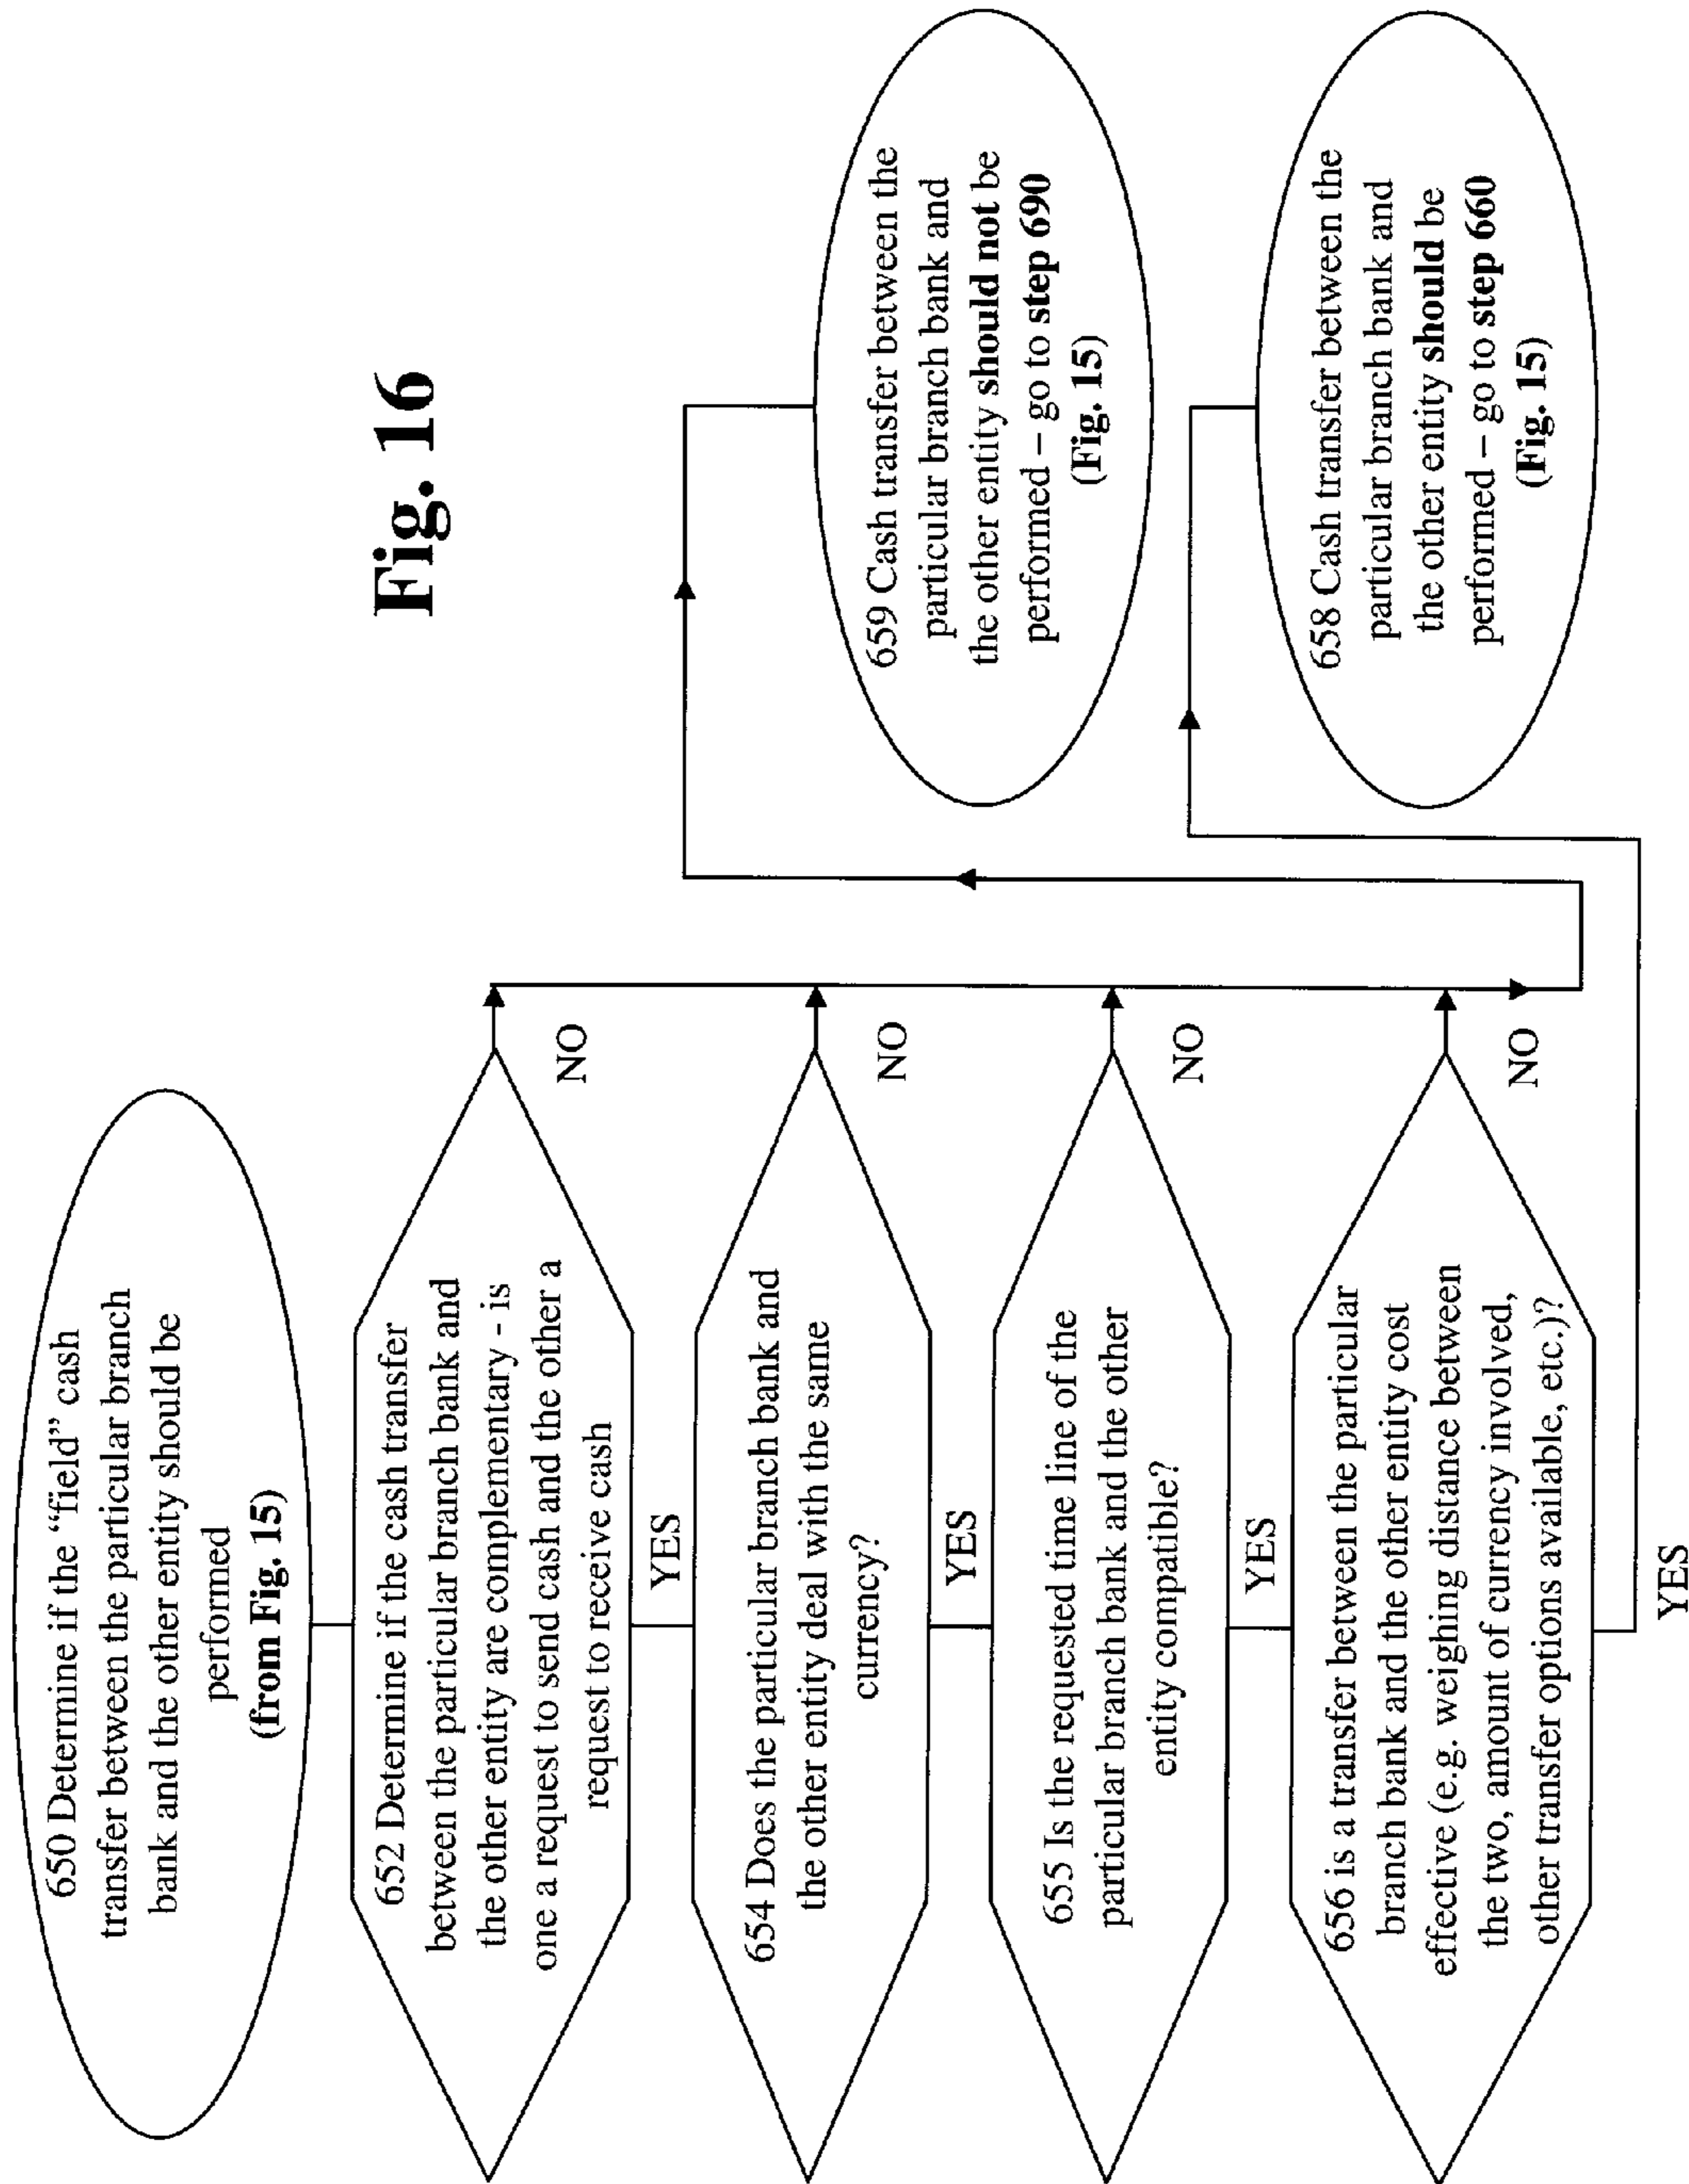 Fig. 16
650 Determine if the “field” cash
transfer between the particular branch
bank and the other entity should be
performed
(from Fig. 15)
652 Determine if the cash transfer
between the particular branch bank and
the other entity are complementary - is
one a request to send cash and the other a
request to receive cash
NO
YES
654 Does the particular branch bank and
the other entity deal with the same
currency?
NO
YES
655 Is the requested time line of the
particular branch bank and the other
entity compatible?
NO
YES
656 is a transfer between the particular
branch bank and the other entity cost
effective (e.g. weighing distance between
the two, amount of currency involved,
other transfer options available, etc.)?
NO
YES
659 Cash transfer between the
particular branch bank and
the other entity should not be
performed – go to step 690
(Fig. 15)
658 Cash transfer between the
particular branch bank and
the other entity should be
performed – go to step 660
(Fig. 15)